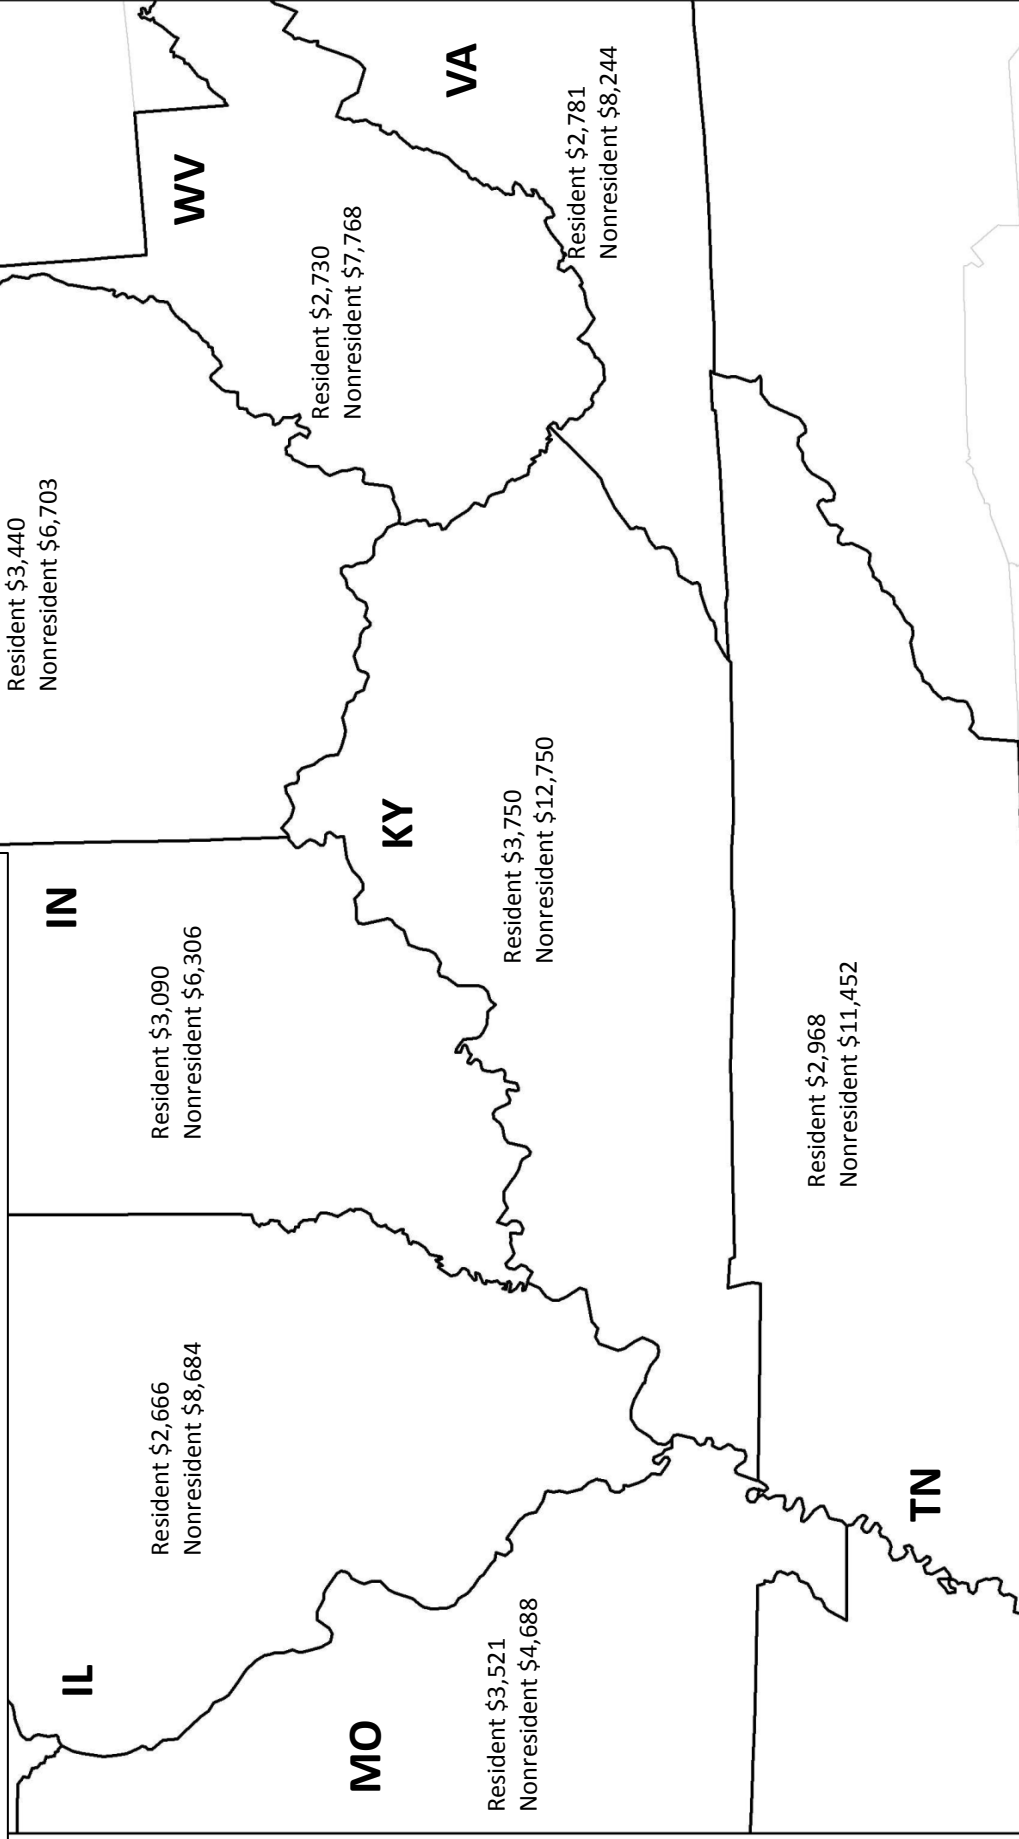 IL
Resident $2,666
Nonresident $8,684
IN
Resident $3,090
Nonresident $6,306
Resident $3,440
Nonresident $6,703
WV
Resident $2,730
Nonresident $7,768
VA
Resident $2,781
Nonresident $8,244
MO
Resident $3,521
Nonresident $4,688
KY
Resident $3,750
Nonresident $12,750
TN
Resident $2,968
Nonresident $11,452